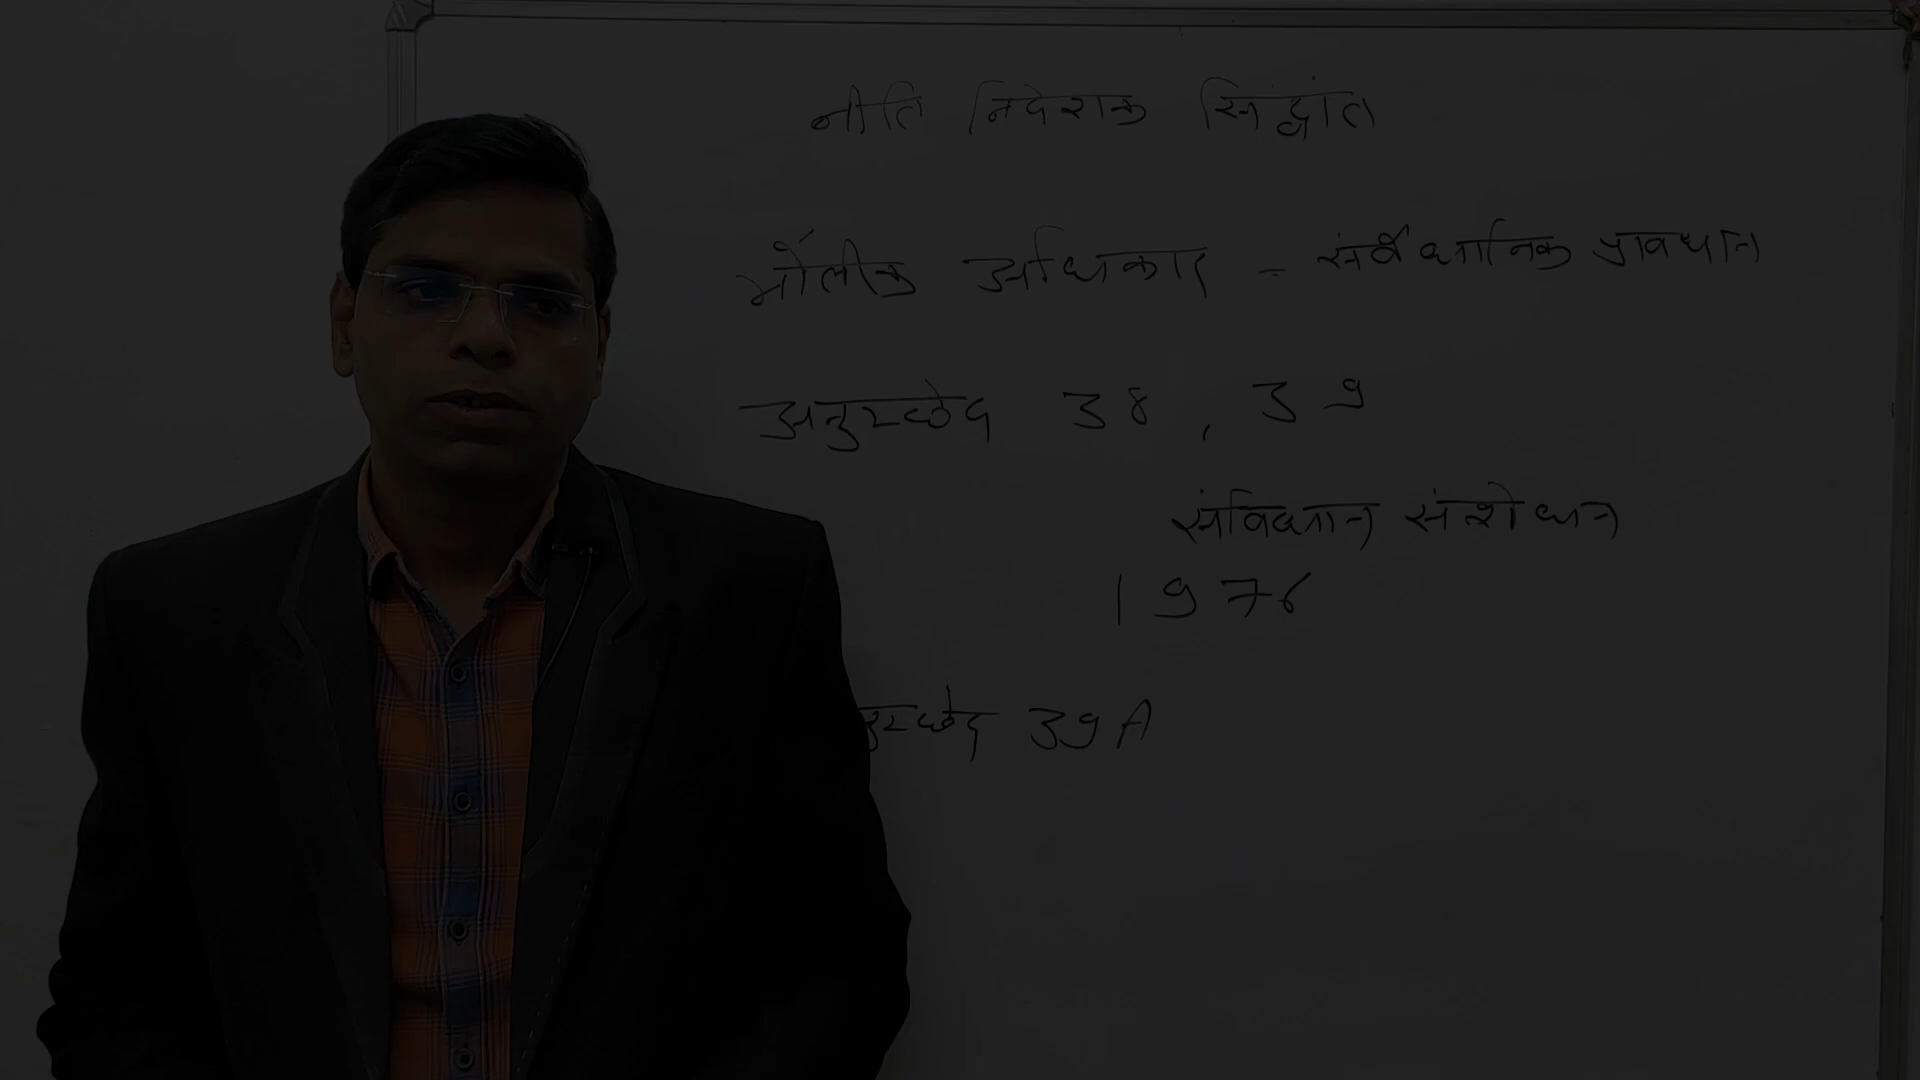 नीति निदेशक सिद्धांत
मौलीक अधिकार - संवैधानिक प्रावधान
अनुच्छेद 38, 39
संविधान संशोधन
1976
नुच्छेद 39A